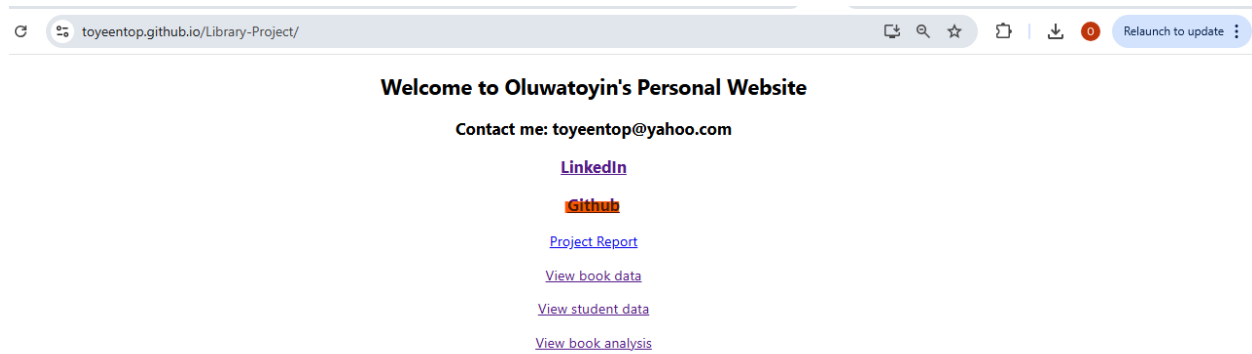 toyeentop.github.io/Library-Project/
O
Relaunch to update
Welcome to Oluwatoyin's Personal Website
Contact me: toyeentop@yahoo.com
LinkedIn
Github
Project Report
View book data
View student data
View book analysis